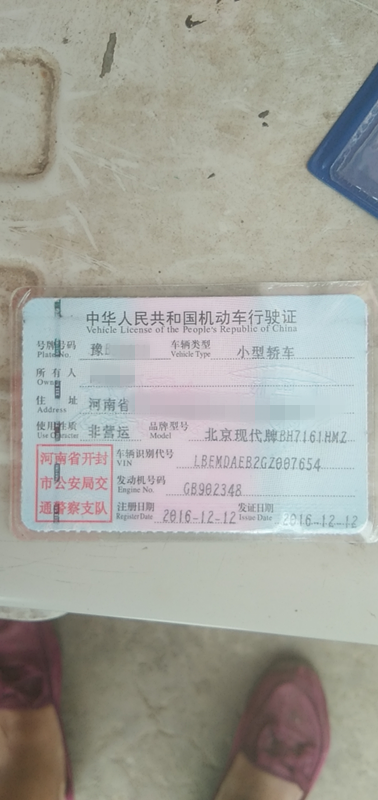 中华人民共和国机动车行驶证
Vehicle License of the People's Republic of China
号牌号码 豫 车辆类型 小型轿车
Plate No. Vehicle Type
所有人
Owner
住址 河南省
Address
使用性质 非营运 品牌型号 北京现代牌BH7161HMZ
Use Character Model
河南省开封市公安局交通警察支队
车辆识别代号 LBEMDAEB2GZ007654
VIN
发动机号码 GB902348
Engine No.
注册日期 2016-12-12 发证日期 2016-12-12
Register Date Issue Date